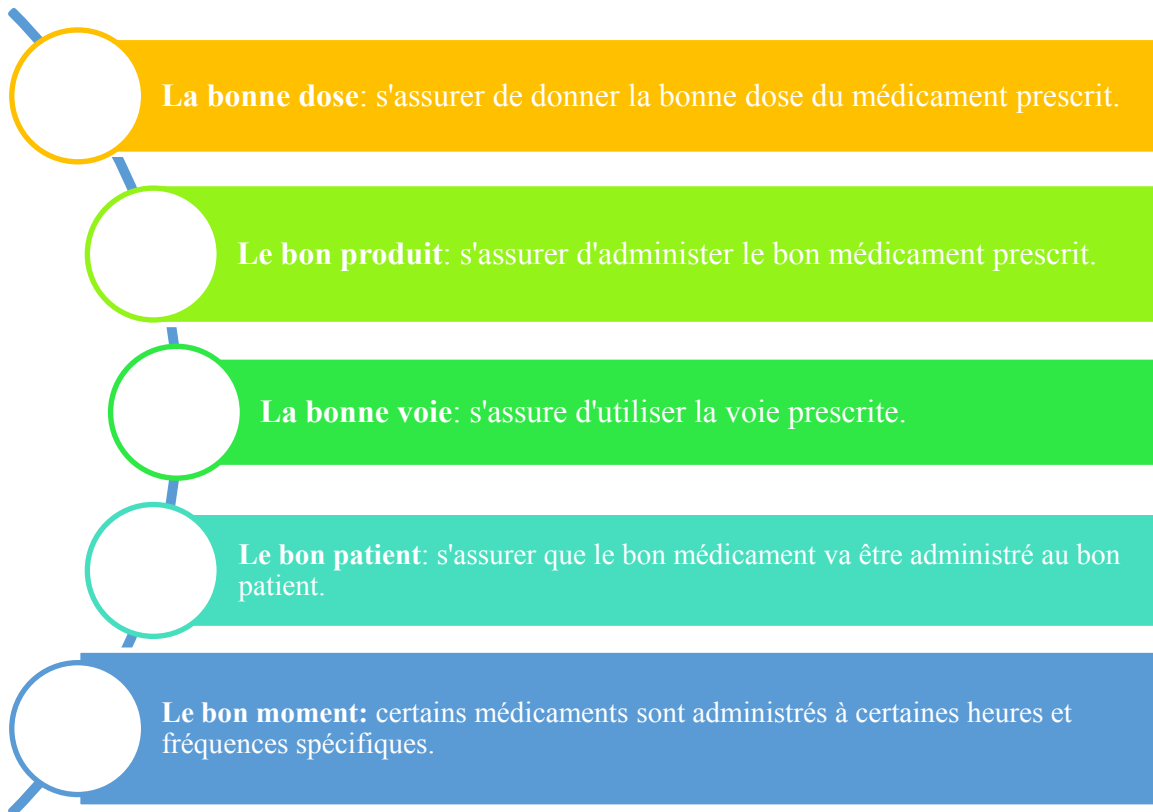 La bonne dose: s'assurer de donner la bonne dose du médicament prescrit.
Le bon produit: s'assurer d'administer le bon médicament prescrit.
La bonne voie: s'assure d'utiliser la voie prescrite.
Le bon patient: s'assurer que le bon médicament va être administré au bon
patient.
Le bon moment: certains médicaments sont administrés à certaines heures et
fréquences spécifiques.